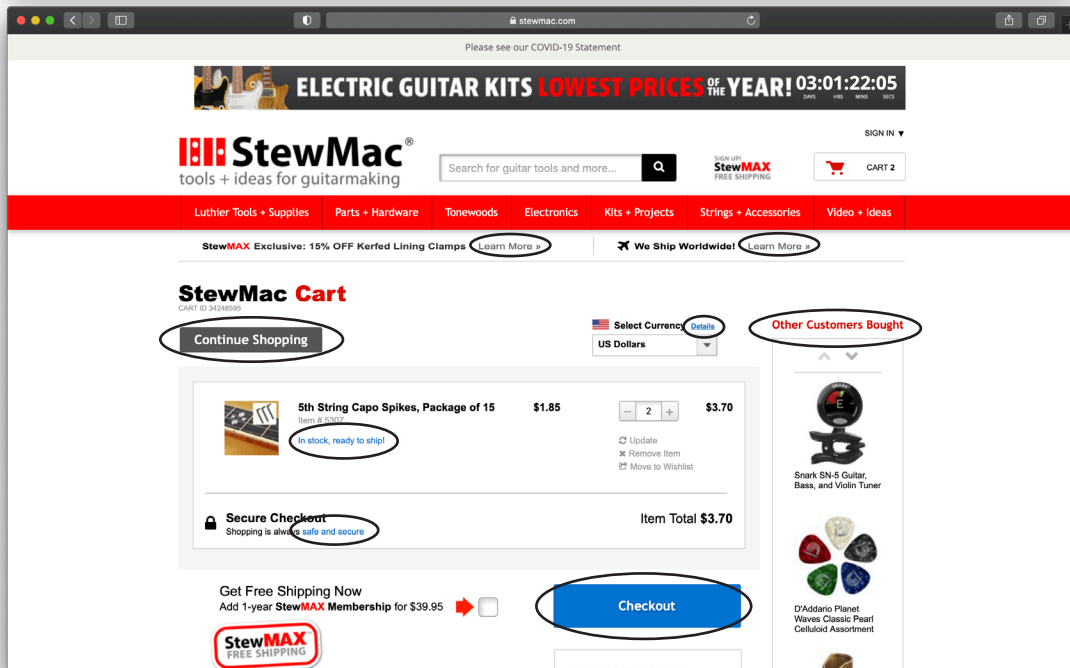 stewmac.com
Please see our COVID-19 Statement
ELECTRIC GUITAR KITS LOWEST PRICES OF THE YEAR! 03:01:22:05
DAYS HRS MINS SECS
SIGN IN ▼
StewMac®
tools + ideas for guitarmaking
Search for guitar tools and more...
SIGN UP!
StewMAX
FREE SHIPPING
CART 2
Luthier Tools + Supplies Parts + Hardware Tonewoods Electronics Kits + Projects Strings + Accessories Video + Ideas
StewMAX Exclusive: 15% OFF Kerfed Lining Clamps Learn More » We Ship Worldwide! Learn More »
StewMac Cart
CART ID 34248595
Continue Shopping
Select Currency Details
US Dollars
Other Customers Bought
5th String Capo Spikes, Package of 15 $1.85 − 2 + $3.70
Item # 5307
In stock, ready to ship!
Update
Remove Item
Move to Wishlist
Snark SN-5 Guitar,
Bass, and Violin Tuner
Secure Checkout
Shopping is always safe and secure
Item Total $3.70
Get Free Shipping Now
Add 1-year StewMAX Membership for $39.95
Checkout
StewMAX
FREE SHIPPING
D'Addario Planet
Waves Classic Pearl
Celluloid Assortment